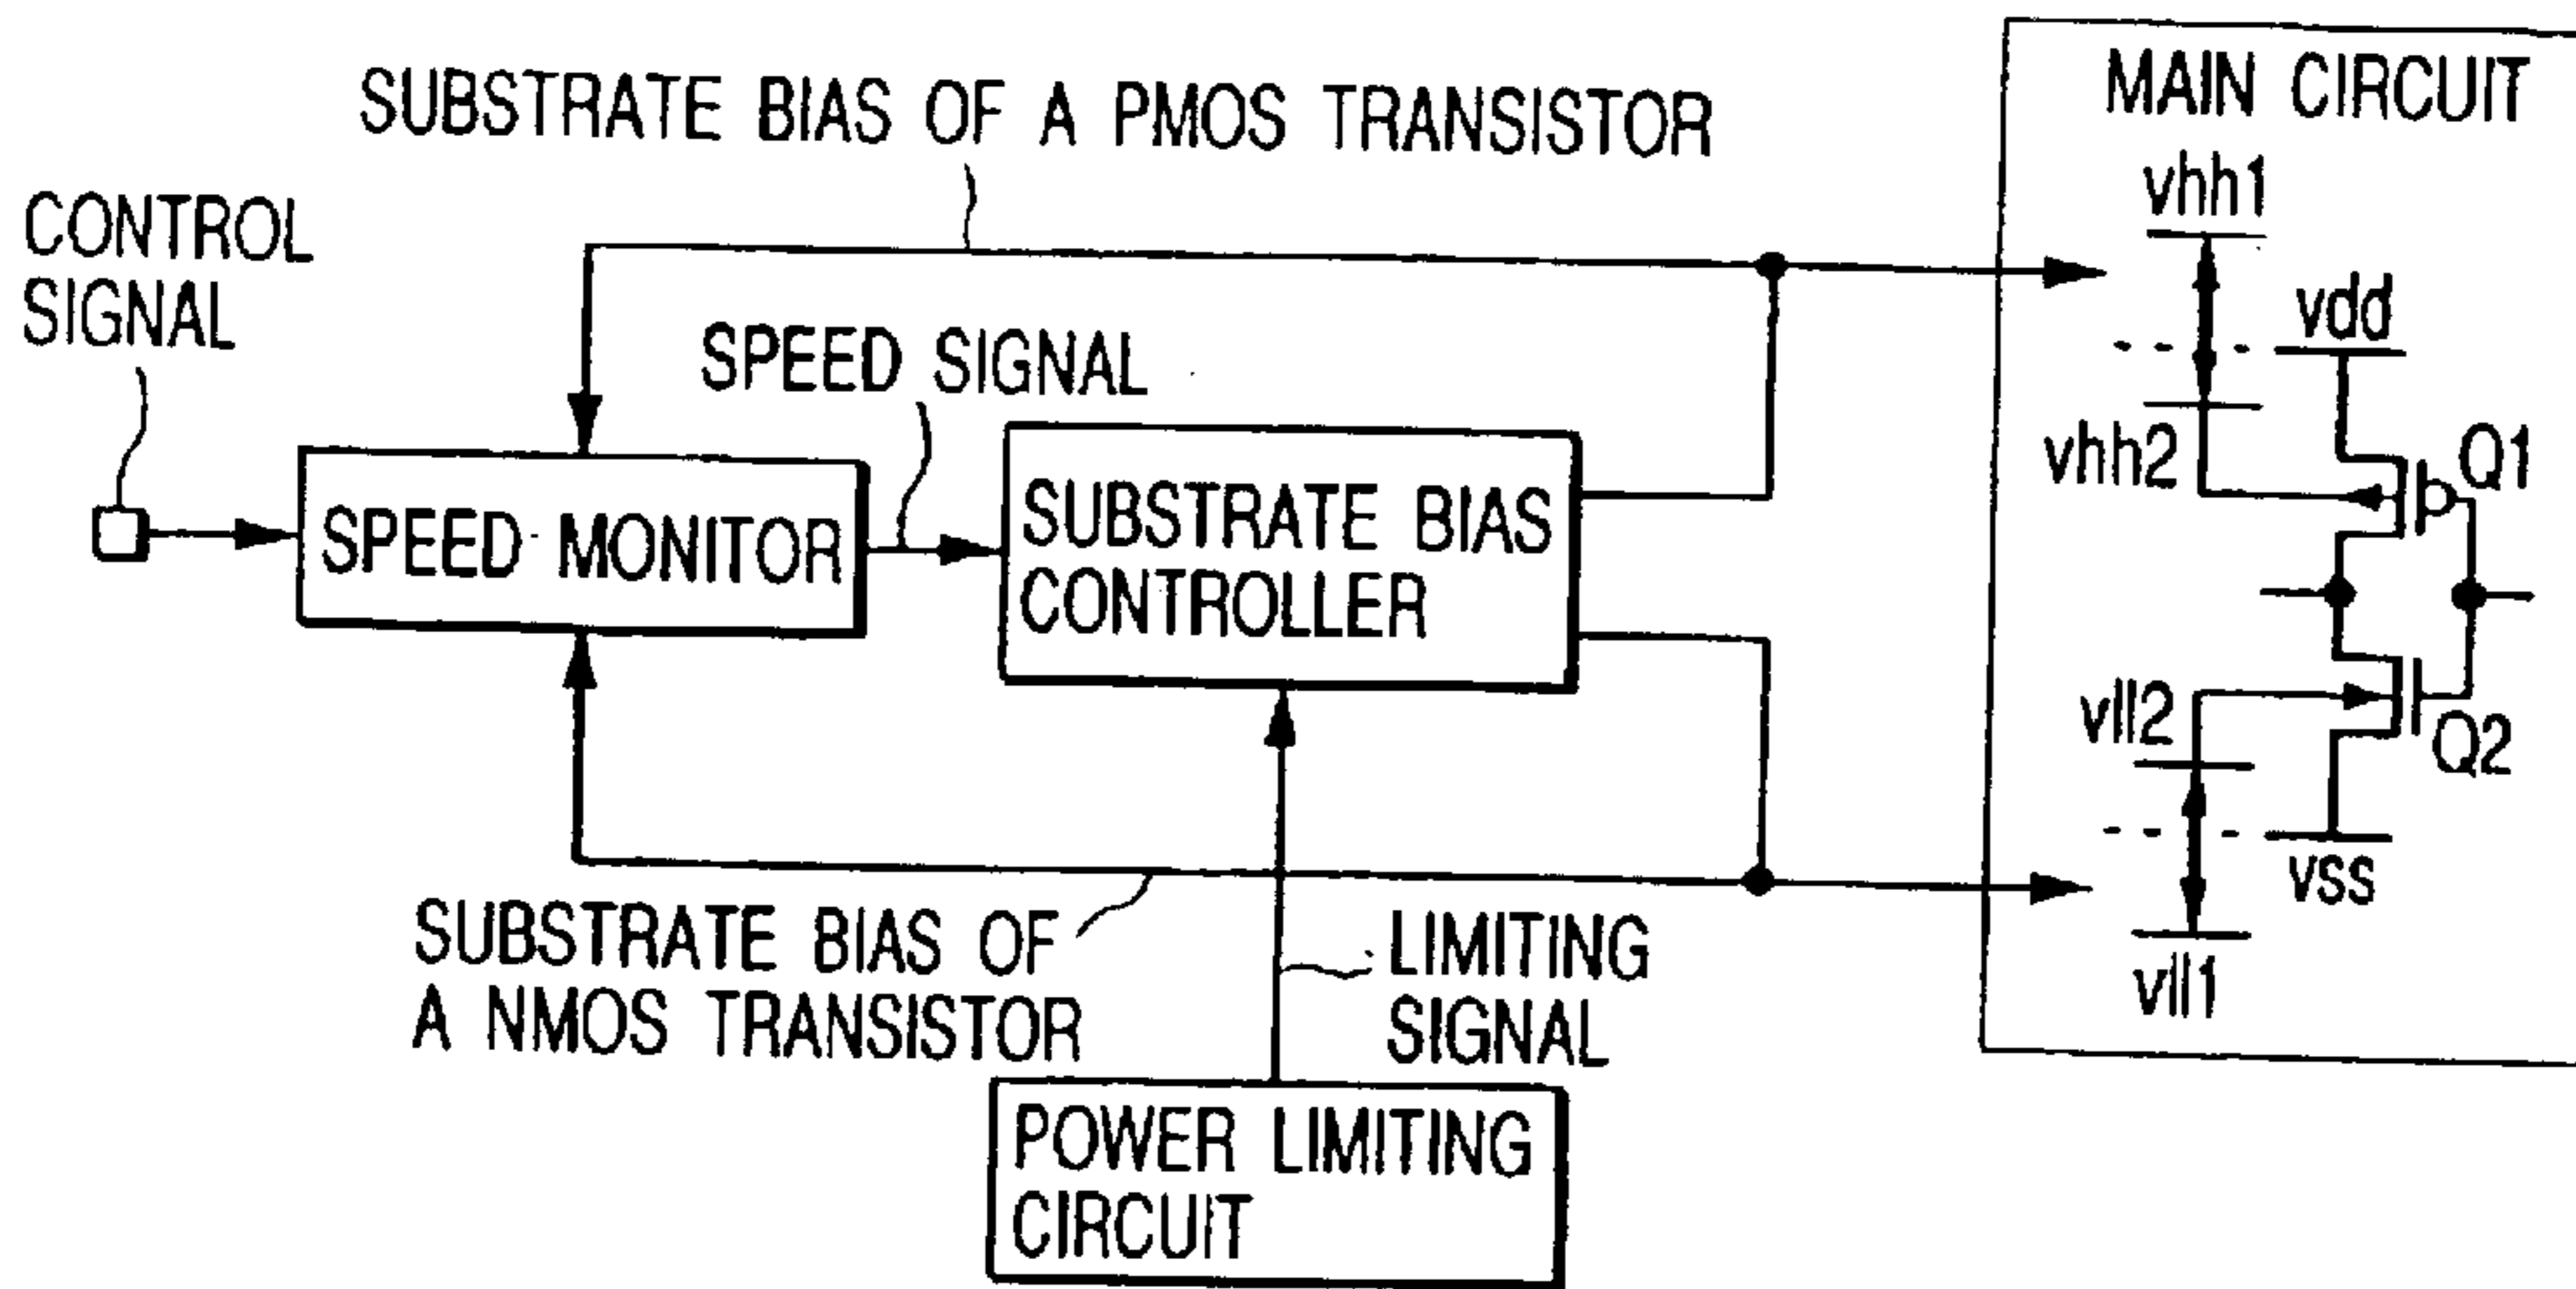 SUBSTRATE BIAS OF A PMOS TRANSISTOR
CONTROL
SIGNAL
SPEED SIGNAL
SPEED MONITOR
SUBSTRATE BIAS
CONTROLLER
SUBSTRATE BIAS OF
A NMOS TRANSISTOR
LIMITING
SIGNAL
POWER LIMITING
CIRCUIT
MAIN CIRCUIT
vhh1
vdd
vhh2
Q1
vll2
Q2
vss
vll1